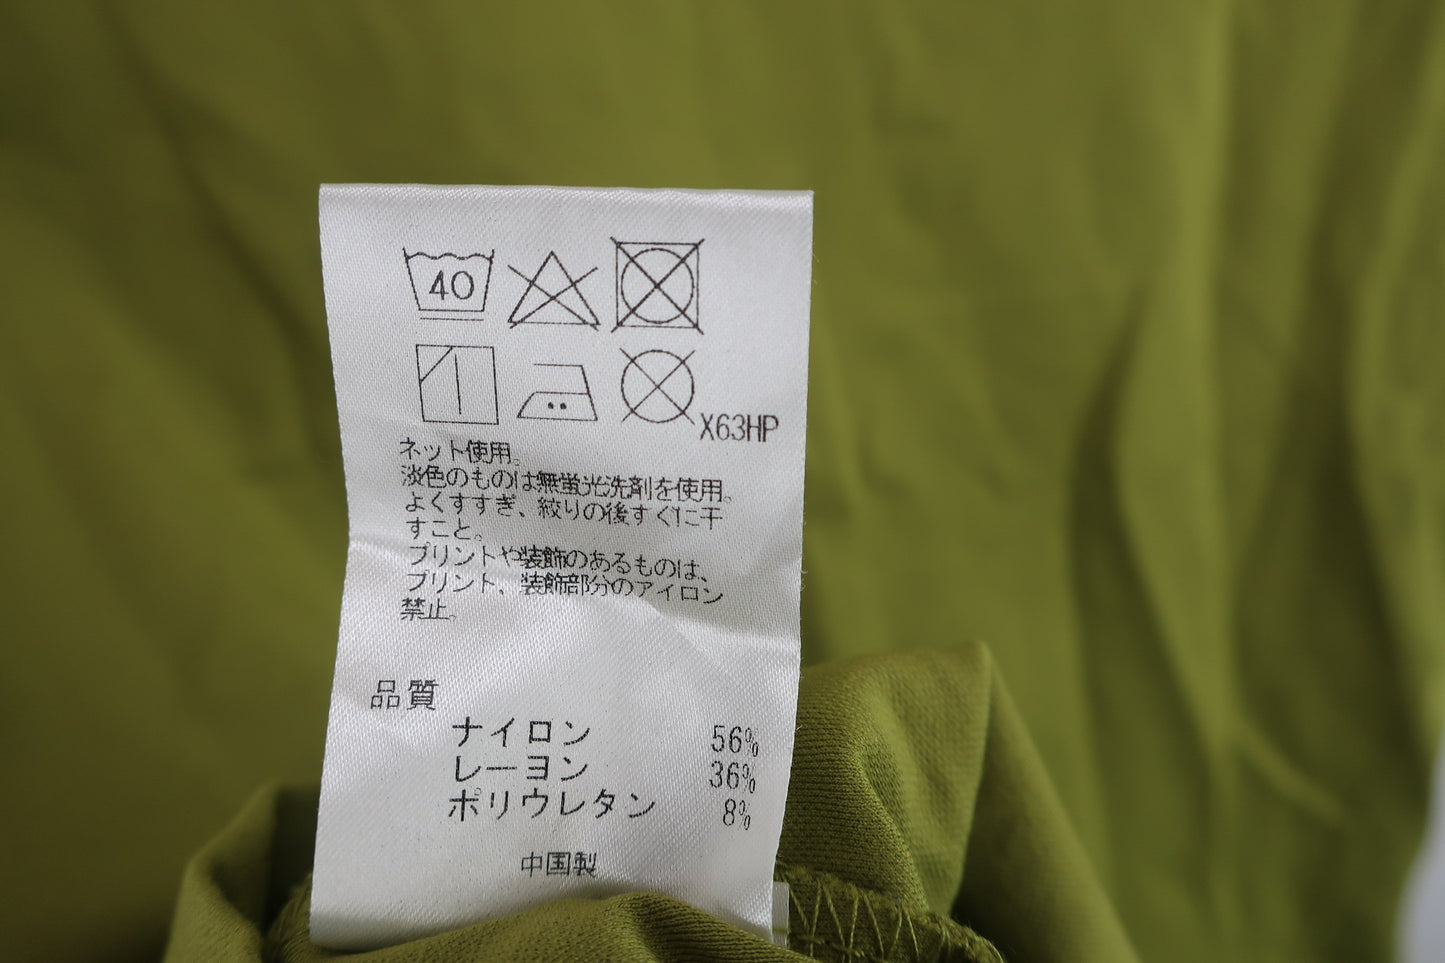 40
X63HP
ネット使用。
淡色のものは無蛍光洗剤を使用。
よくすすぎ、絞りの後すぐに干
すこと。
プリントや装飾のあるものは、
プリント、装飾部分のアイロン
禁止。
品質
ナイロン 56%
レーヨン 36%
ポリウレタン 8%
中国製